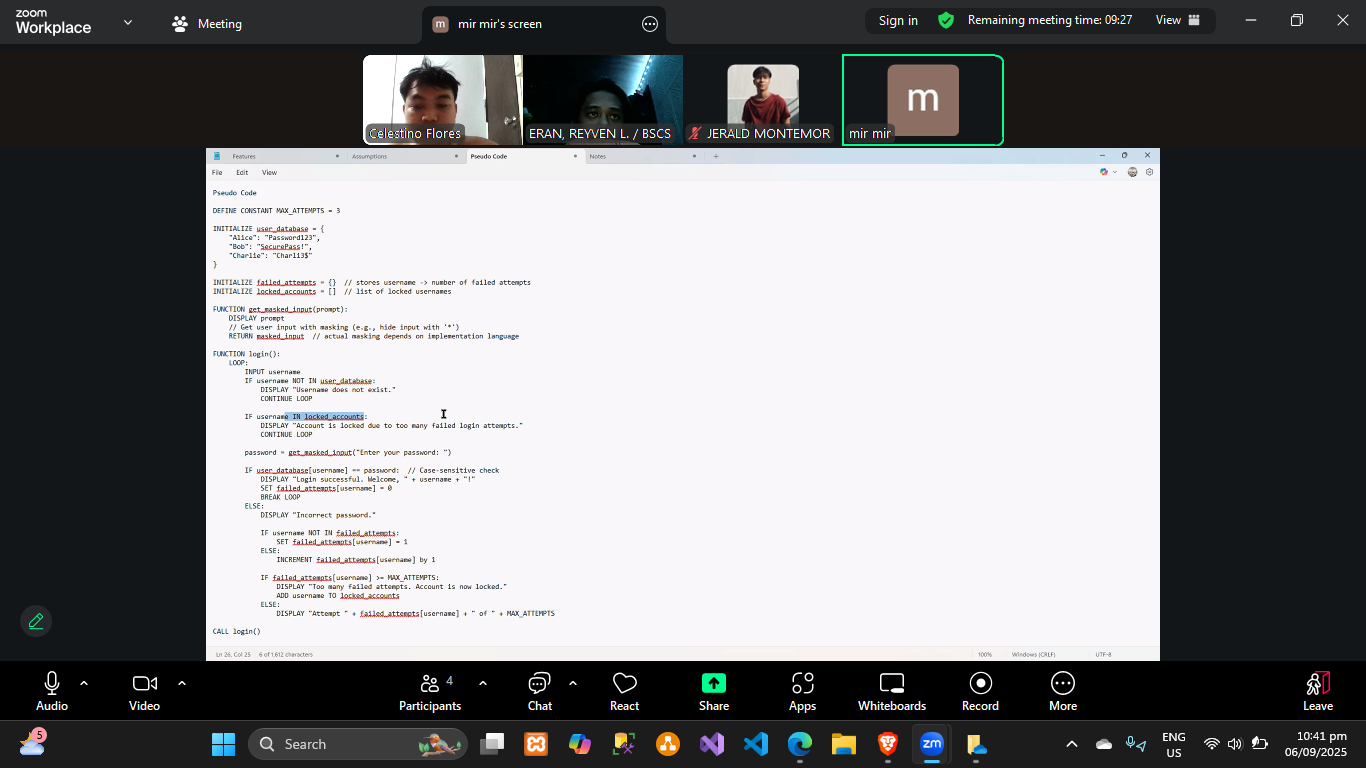 zoom
Workplace
Meeting
m
mir mir's screen
Sign in
Remaining meeting time: 09:27
View
Celestino Flores
ERAN, REYVEN L. / BSCS
JERALD MONTEMOR
m
mir mir
Features
Assumptions
Pseudo Code
Notes
File
Edit
View
Pseudo Code
DEFINE CONSTANT MAX_ATTEMPTS = 3
INITIALIZE user_database = {
"Alice": "Password123",
"Bob": "SecurePass!",
"Charlie": "Charli3$"
}
INITIALIZE failed_attempts = {} // stores username -> number of failed attempts
INITIALIZE locked_accounts = [] // list of locked usernames
FUNCTION get_masked_input(prompt):
DISPLAY prompt
// Get user input with masking (e.g., hide input with '*')
RETURN masked_input // actual masking depends on implementation language
FUNCTION login():
LOOP:
INPUT username
IF username NOT IN user_database:
DISPLAY "Username does not exist."
CONTINUE LOOP
IF username IN locked_accounts:
DISPLAY "Account is locked due to too many failed login attempts."
CONTINUE LOOP
password = get_masked_input("Enter your password: ")
IF user_database[username] == password: // Case-sensitive check
DISPLAY "Login successful. Welcome, " + username + "!"
SET failed_attempts[username] = 0
BREAK LOOP
ELSE:
DISPLAY "Incorrect password."
IF username NOT IN failed_attempts:
SET failed_attempts[username] = 1
ELSE:
INCREMENT failed_attempts[username] by 1
IF failed_attempts[username] >= MAX_ATTEMPTS:
DISPLAY "Too many failed attempts. Account is now locked."
ADD username TO locked_accounts
ELSE:
DISPLAY "Attempt " + failed_attempts[username] + " of " + MAX_ATTEMPTS
CALL login()
Ln 26, Col 25
6 of 1,612 characters
100%
Windows (CRLF)
UTF-8
Audio
Video
Participants
4
Chat
React
Share
Apps
Whiteboards
Record
More
Leave
5
Search
zm
ENG
US
10:41 pm
06/09/2025